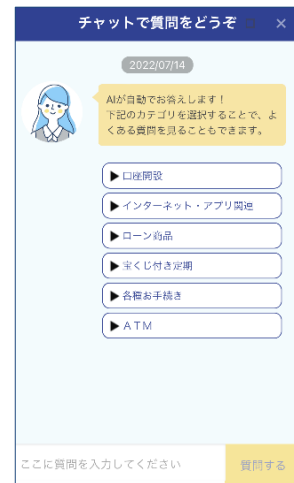 チャットで質問をどうぞ ×
2022/07/14
AIが自動でお答えします！
下記のカテゴリを選択することで、よ
くある質問を見ることもできます。
▶口座開設
▶インターネット・アプリ関連
▶ローン商品
▶宝くじ付き定期
▶各種お手続き
▶ATM
ここに質問を入力してください 質問する